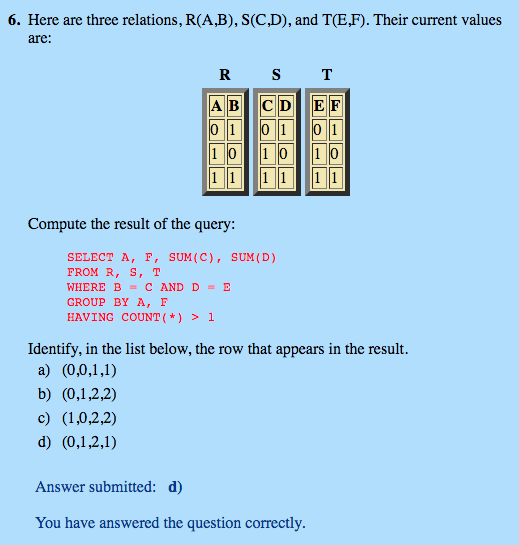 6. Here are three relations, R(A,B), S(C,D), and T(E,F). Their current values
are:
R S T
A B C D E F
0 1 0 1 0 1
1 0 1 0 1 0
1 1 1 1 1 1
Compute the result of the query:
SELECT A, F, SUM(C), SUM(D)
FROM R, S, T
WHERE B = C AND D = E
GROUP BY A, F
HAVING COUNT(*) > 1
Identify, in the list below, the row that appears in the result.
a) (0,0,1,1)
b) (0,1,2,2)
c) (1,0,2,2)
d) (0,1,2,1)
Answer submitted: d)
You have answered the question correctly.